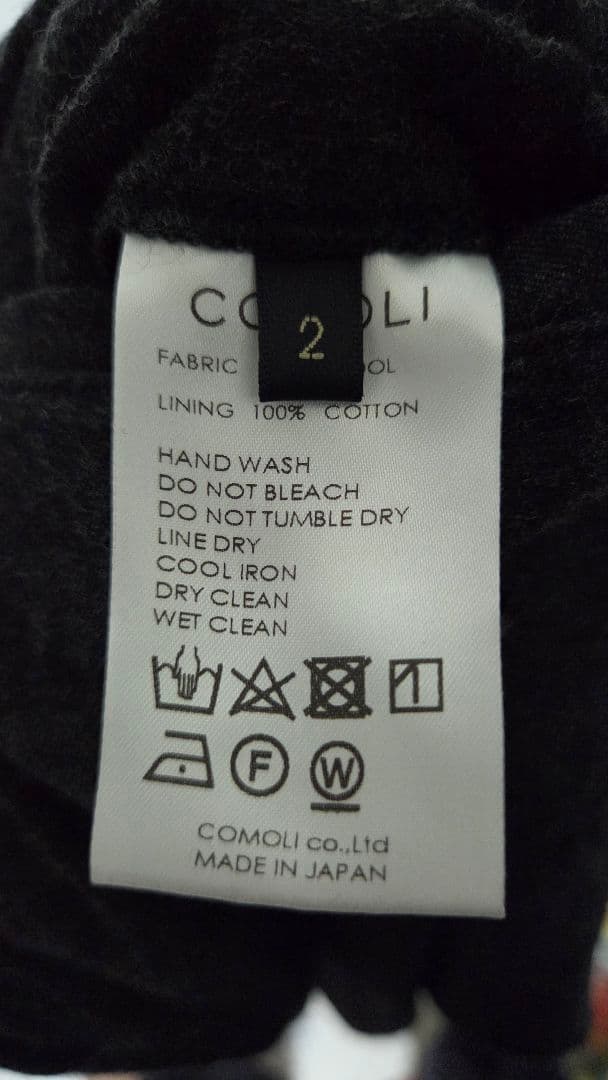 2
LINING 100% COTTON
FABRIC
HAND WASH
DO NOT BLEACH
DO NOT TUMBLE DRY
LINE DRY
COOL IRON
DRY CLEAN
WET CLEAN
F W
COMOLI co.,Ltd
MADE IN JAPAN